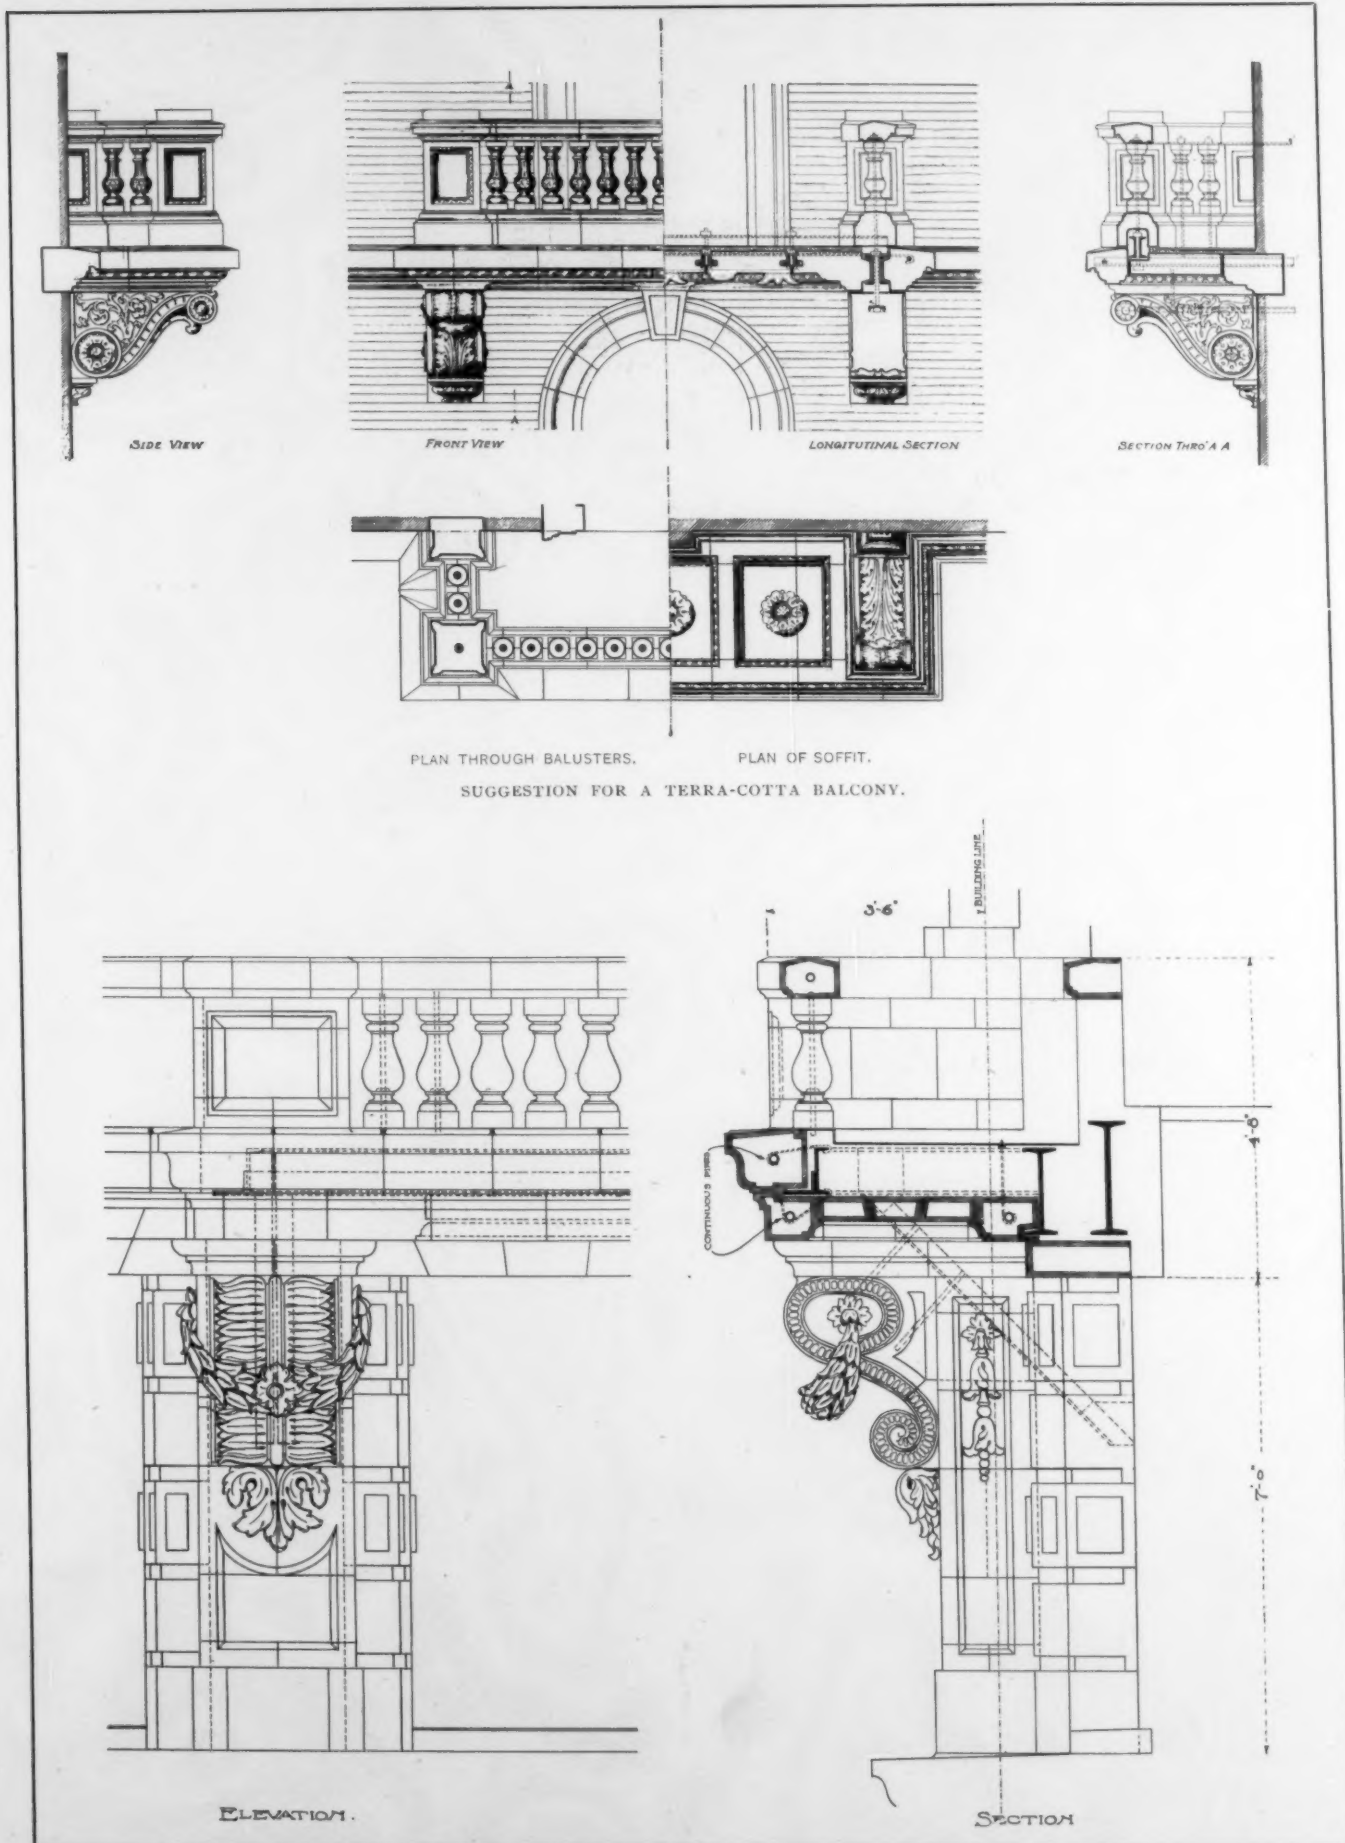 A
A
SIDE VIEW
FRONT VIEW
LONGITUTINAL SECTION
SECTION THRO' A A
PLAN THROUGH BALUSTERS.
PLAN OF SOFFIT.
SUGGESTION FOR A TERRA-COTTA BALCONY.
BUILDING LINE
3'-6"
4'-8"
CONTINUOUS PIPES
7'-0"
ELEVATION.
SECTION